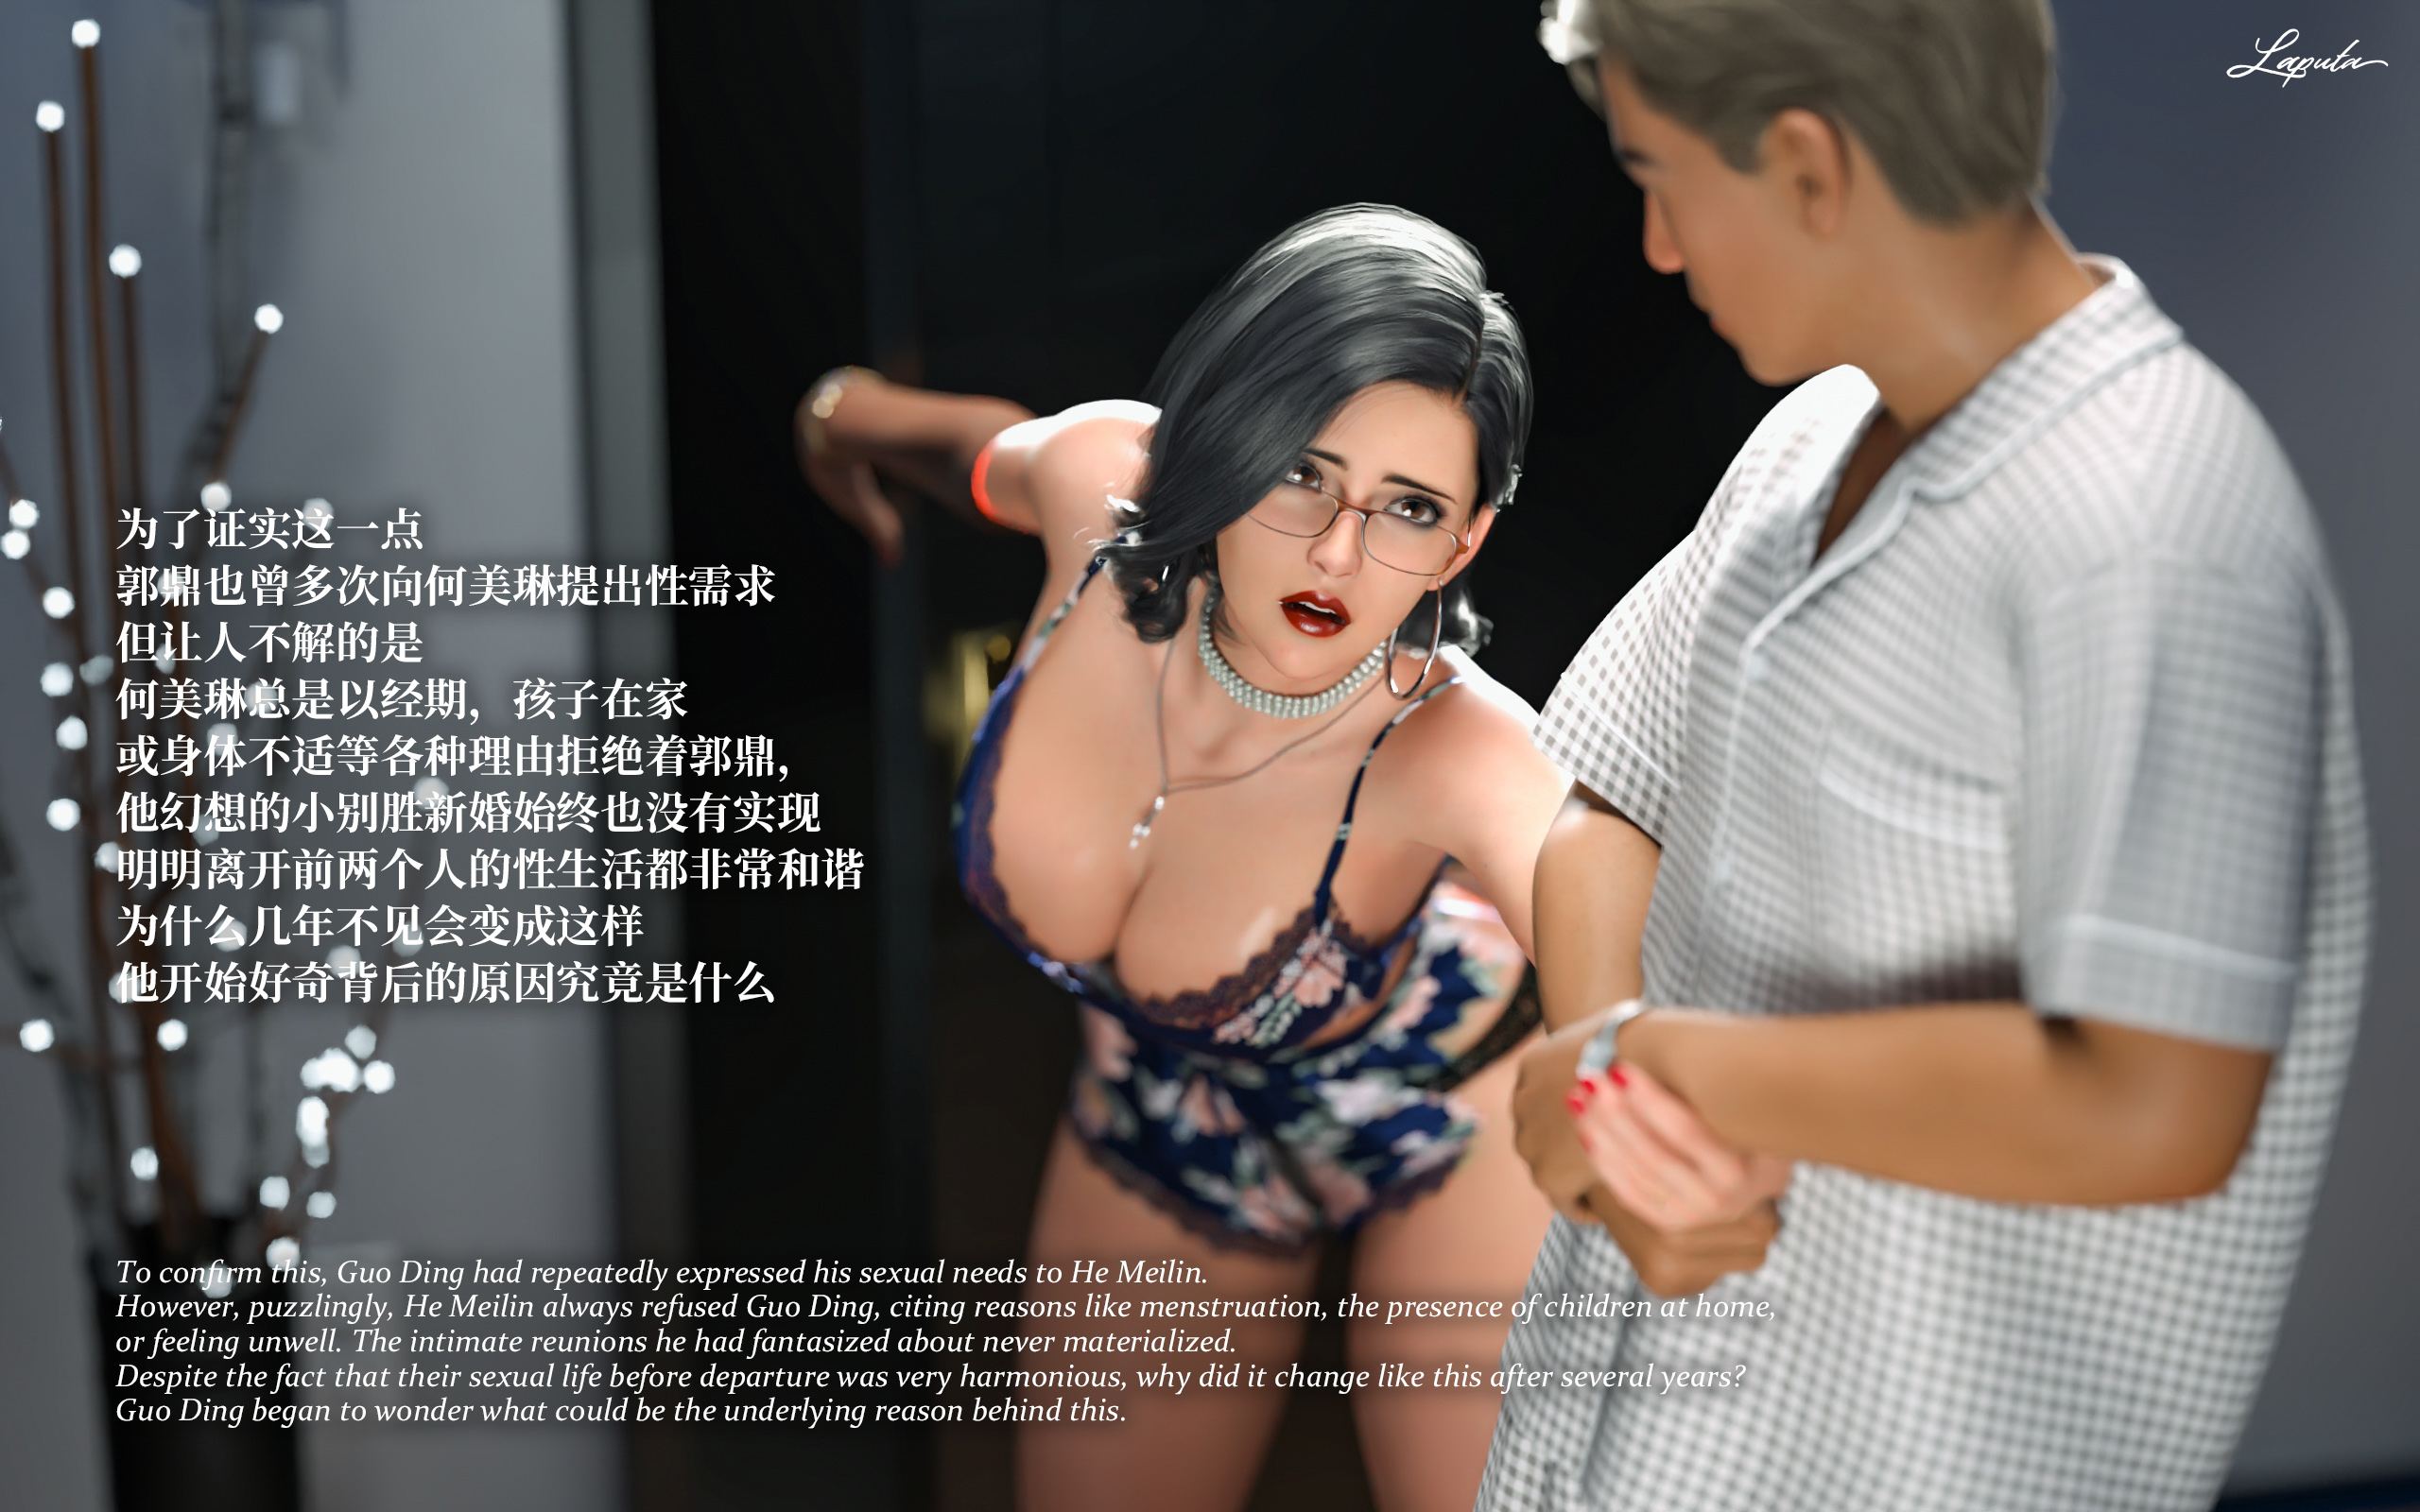 Laputa
为了证实这一点
郭鼎也曾多次向何美琳提出性需求
但让人不解的是
何美琳总是以经期，孩子在家
或身体不适等各种理由拒绝着郭鼎，
他幻想的小别胜新婚始终也没有实现
明明离开前两个人的性生活都非常和谐
为什么几年不见会变成这样
他开始好奇背后的原因究竟是什么
To confirm this, Guo Ding had repeatedly expressed his sexual needs to He Meilin.
However, puzzlingly, He Meilin always refused Guo Ding, citing reasons like menstruation, the presence of children at home,
or feeling unwell. The intimate reunions he had fantasized about never materialized.
Despite the fact that their sexual life before departure was very harmonious, why did it change like this after several years?
Guo Ding began to wonder what could be the underlying reason behind this.